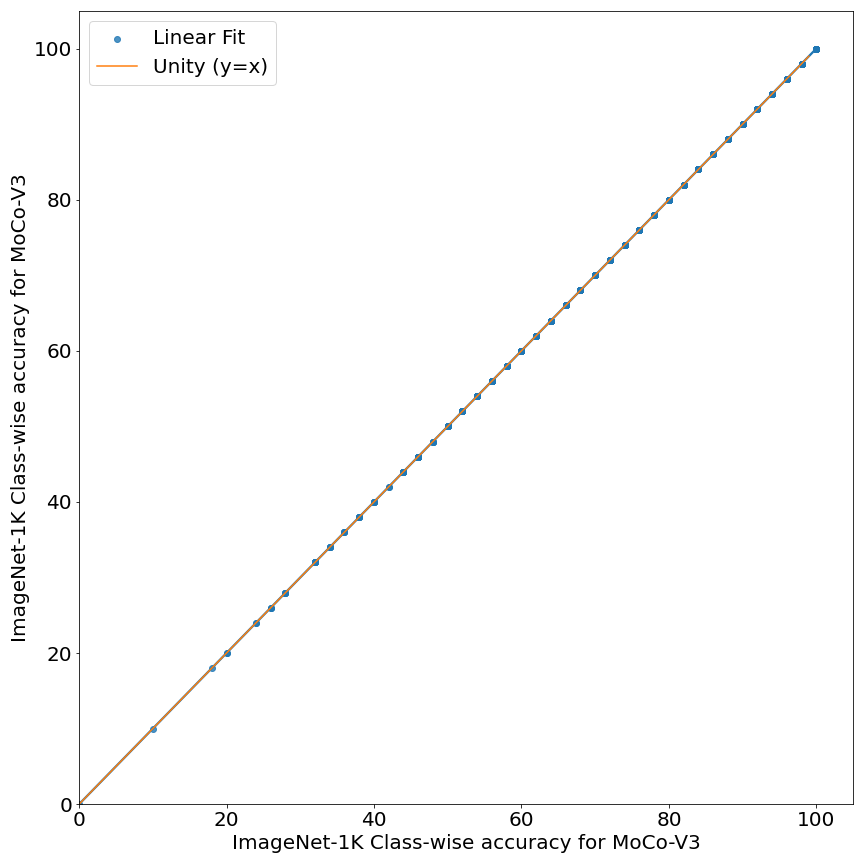 Linear Fit
Unity (y=x)
100
80
60
40
20
0
0 20 40 60 80 100
ImageNet-1K Class-wise accuracy for MoCo-V3
ImageNet-1K Class-wise accuracy for MoCo-V3